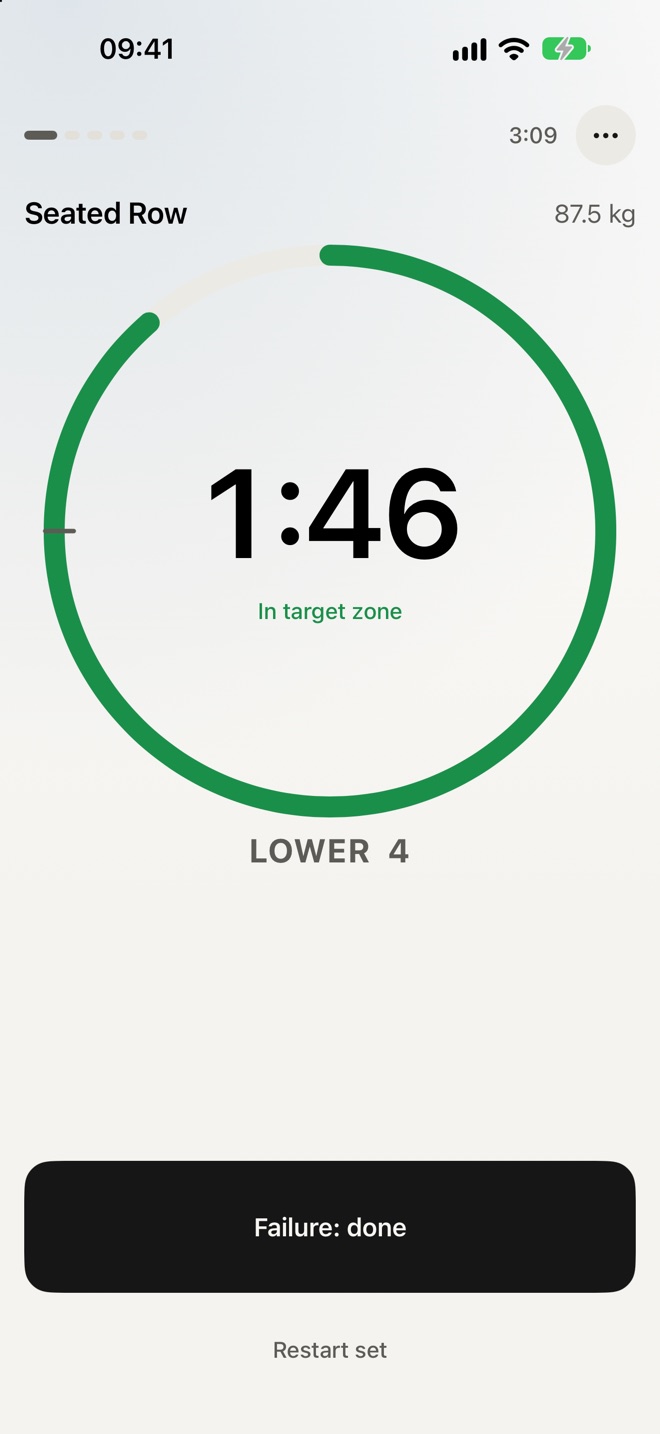 09:41
3:09
Seated Row
87.5 kg
1:46
In target zone
LOWER 4
Failure: done
Restart set